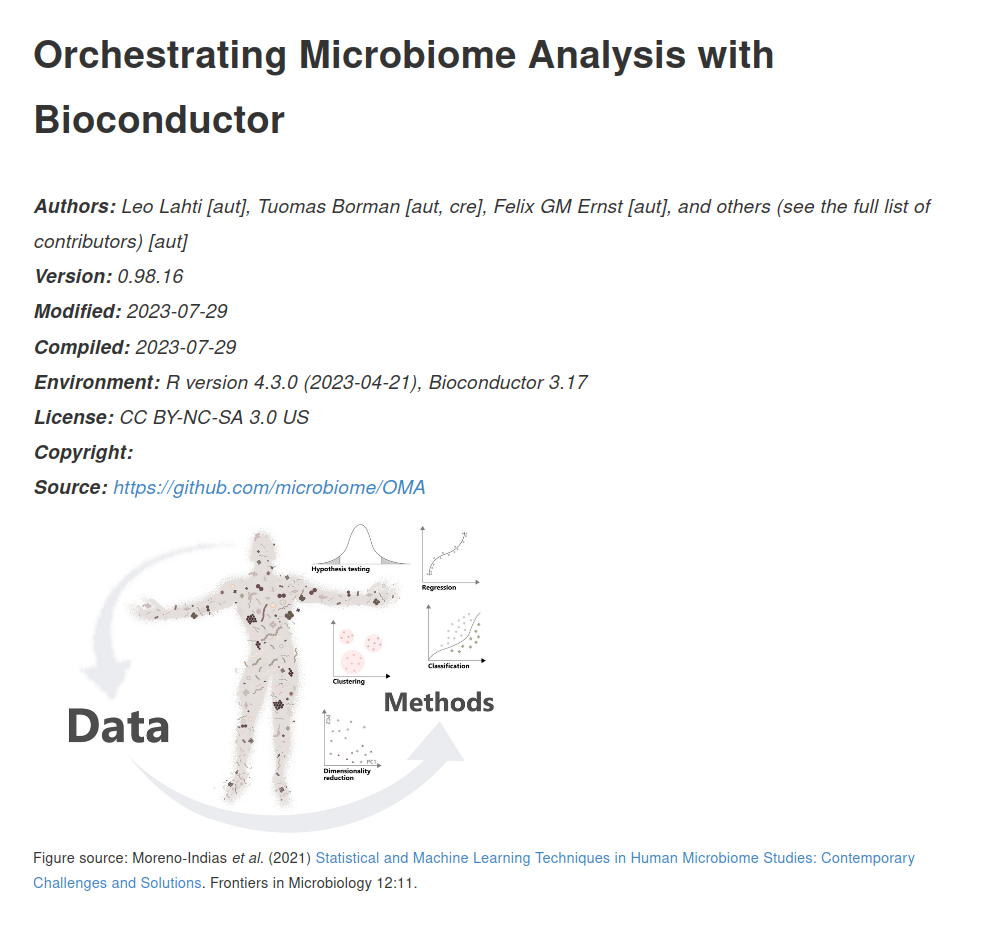 Orchestrating Microbiome Analysis with
Bioconductor
Authors: Leo Lahti [aut], Tuomas Borman [aut, cre], Felix GM Ernst [aut], and others (see the full list of
contributors) [aut]
Version: 0.98.16
Modified: 2023-07-29
Compiled: 2023-07-29
Environment: R version 4.3.0 (2023-04-21), Bioconductor 3.17
License: CC BY-NC-SA 3.0 US
Copyright:
Source: https://github.com/microbiome/OMA
Hypothesis testing
Regression
Classification
Clustering
Methods
Data
PC2
PC1
Dimensionality
reduction
Figure source: Moreno-Indias et al. (2021) Statistical and Machine Learning Techniques in Human Microbiome Studies: Contemporary
Challenges and Solutions. Frontiers in Microbiology 12:11.